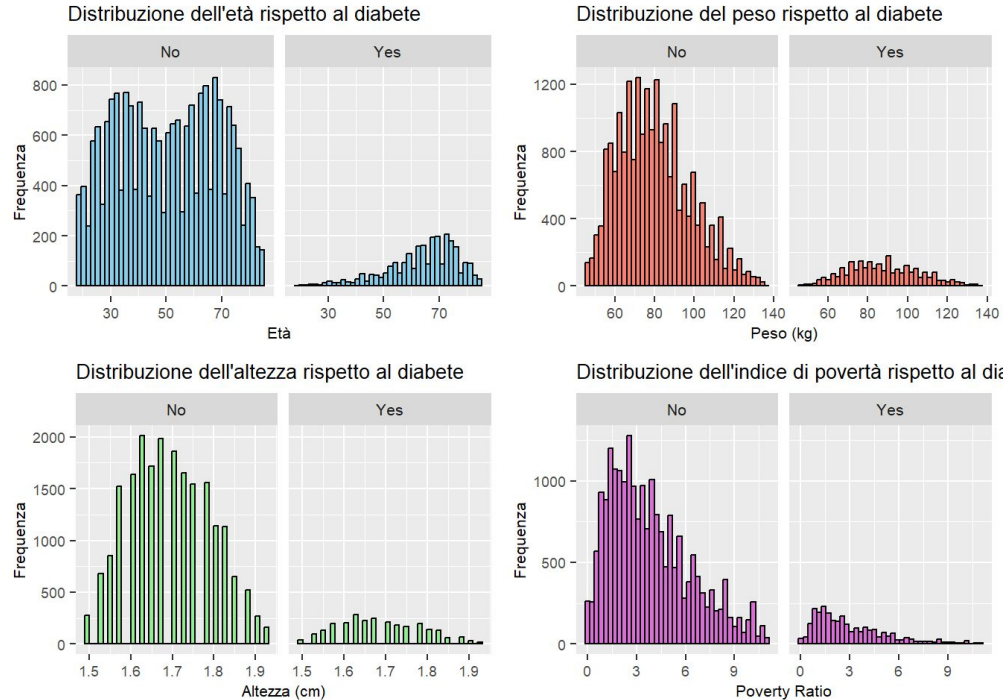 Distribuzione dell'età rispetto al diabete
No
Yes
800
600
400
200
0
Frequenza
30
50
70
30
50
70
Età
Distribuzione del peso rispetto al diabete
No
Yes
1200
800
400
0
Frequenza
60
80
100
120
140
60
80
100
120
140
Peso (kg)
Distribuzione dell'altezza rispetto al diabete
No
Yes
2000
1500
1000
500
0
Frequenza
1.5
1.6
1.7
1.8
1.9
1.5
1.6
1.7
1.8
1.9
Altezza (cm)
Distribuzione dell'indice di povertà rispetto al dia
No
Yes
1000
500
0
Frequenza
0
3
6
9
0
3
6
9
Poverty Ratio